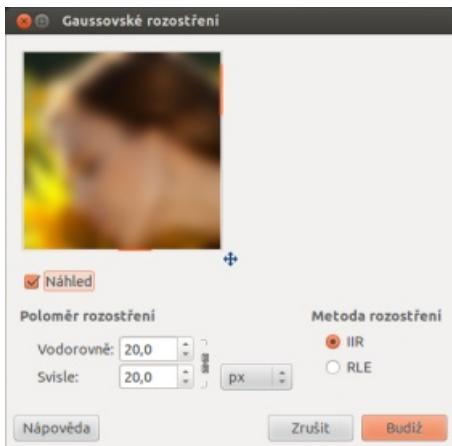 Gaussovské rozostření
Náhled
Poloměr rozostření
Vodorovně: 20,0
Svisle: 20,0 px
Metoda rozostření
IIR
RLE
Nápověda Zrušit Budiž